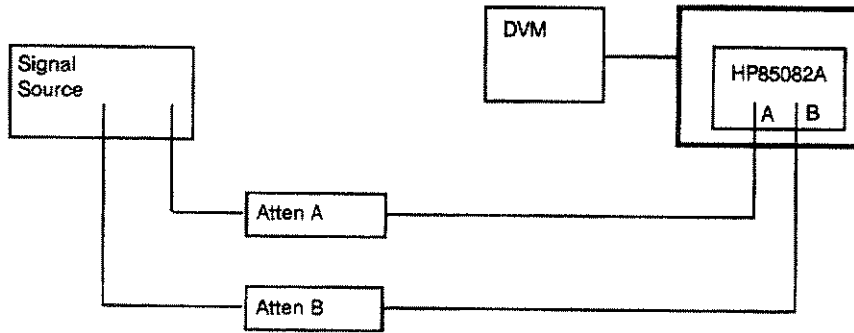 DVM
Signal
Source
HP85082A
A B
Atten A
Atten B